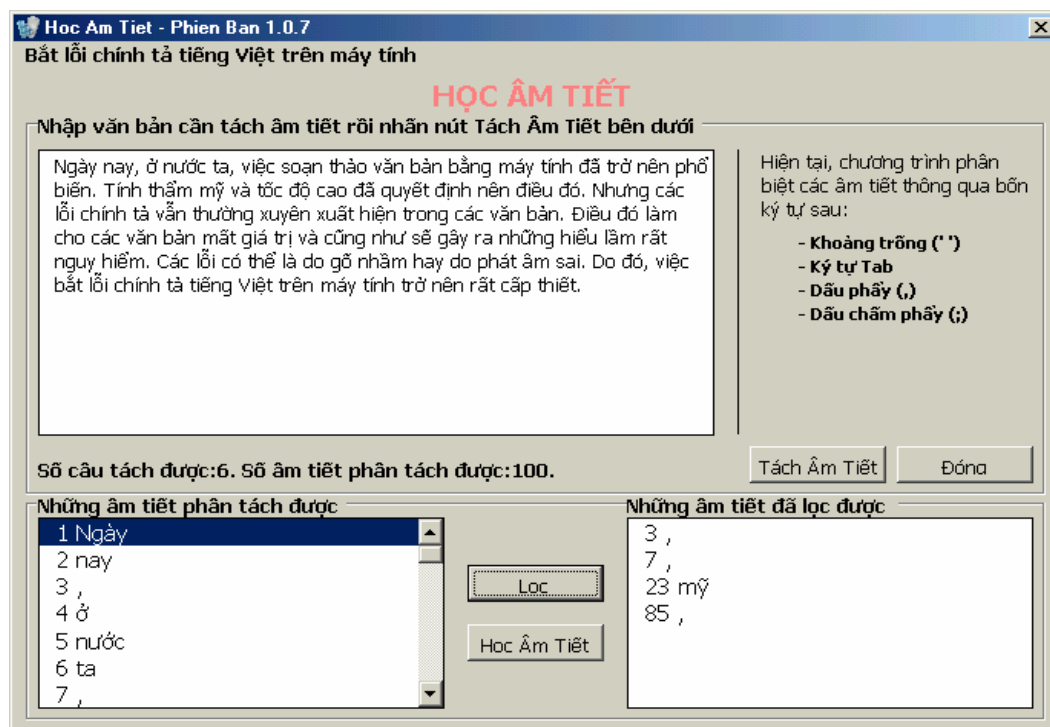 Hoc Am Tiet - Phien Ban 1.0.7
Bắt lỗi chính tả tiếng Việt trên máy tính
HỌC ÂM TIẾT
Nhập văn bản cần tách âm tiết rồi nhấn nút Tách Âm Tiết bên dưới
Ngày nay, ở nước ta, việc soạn thảo văn bản bằng máy tính đã trở nên phổ
biến. Tính thẩm mỹ và tốc độ cao đã quyết định nên điều đó. Nhưng các
lỗi chính tả vẫn thường xuyên xuất hiện trong các văn bản. Điều đó làm
cho các văn bản mất giá trị và cũng như sẽ gây ra những hiểu lầm rất
nguy hiểm. Các lỗi có thể là do gõ nhầm hay do phát âm sai. Do đó, việc
bắt lỗi chính tả tiếng Việt trên máy tính trở nên rất cấp thiết.
Hiện tại, chương trình phân
biệt các âm tiết thông qua bốn
ký tự sau:
- Khoảng trống (' ')
- Ký tự Tab
- Dấu phẩy (,)
- Dấu chấm phẩy (;)
Số câu tách được:6. Số âm tiết phân tách được:100.
Tách Âm Tiết
Đóng
Những âm tiết phân tách được
1 Ngày
2 nay
3 ,
4 ở
5 nước
6 ta
7 ,
Lọc
Học Âm Tiết
Những âm tiết đã lọc được
3 ,
7 ,
23 mỹ
85 ,